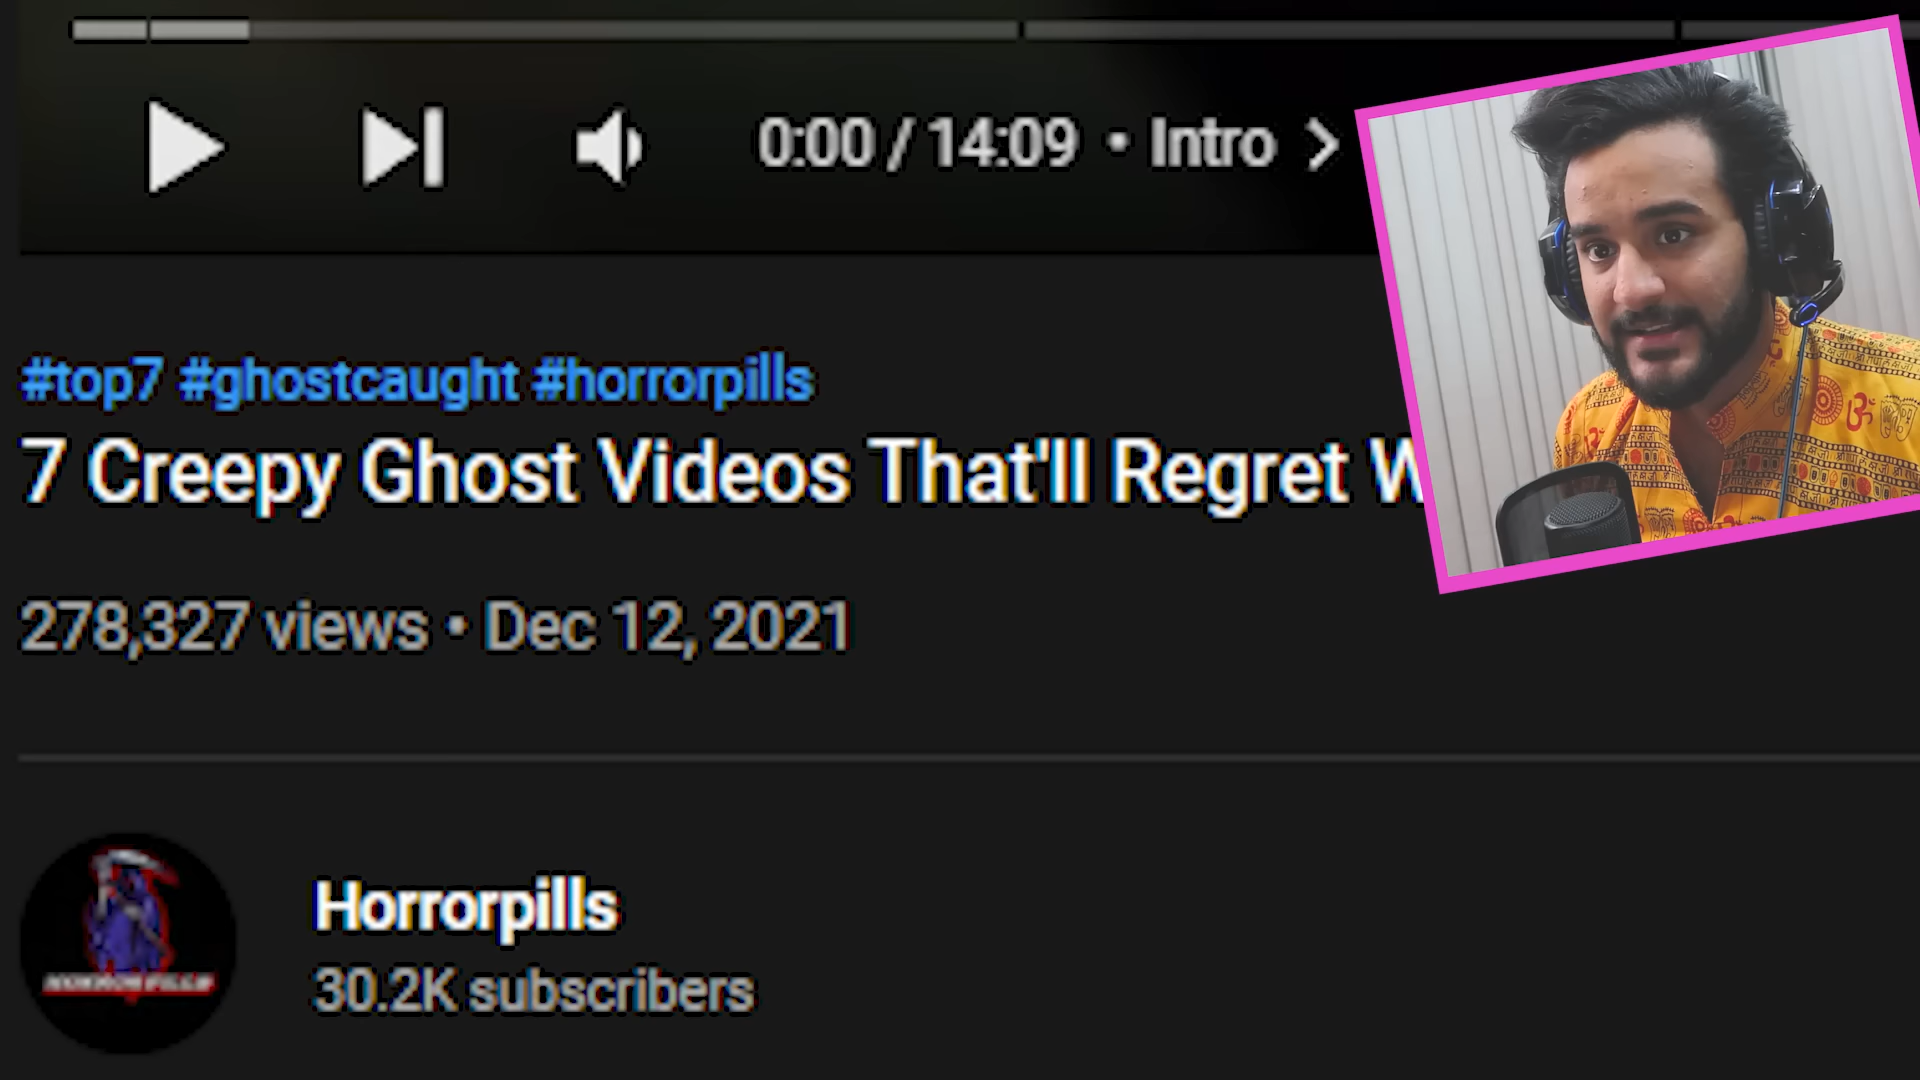 0:00 / 14:09 • Intro >
#top7 #ghostcaught #horrorpills
7 Creepy Ghost Videos That'll Regret
278,327 views • Dec 12, 2021
Horrorpills
30.2K subscribers